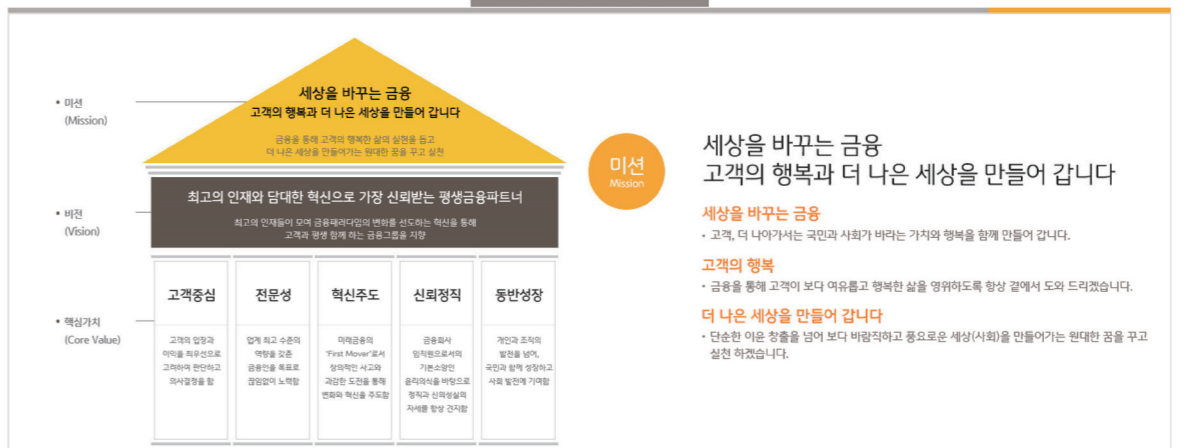 • 미션
(Mission)
세상을 바꾸는 금융
고객의 행복과 더 나은 세상을 만들어 갑니다
금융을 통해 고객의 행복한 삶의 실현을 돕고
더 나은 세상을 만들어가는 원대한 꿈을 꾸고 실천
• 비전
(Vision)
최고의 인재와 담대한 혁신으로 가장 신뢰받는 평생금융파트너
최고의 인재들이 모여 금융패러다임의 변화를 선도하는 혁신을 통해
고객과 평생 함께 하는 금융그룹을 지향
• 핵심가치
(Core Value)
고객중심
고객의 입장과
이익을 최우선으로
고려하여 판단하고
의사결정을 함
전문성
업계 최고 수준의
역량을 갖춘
금융인을 목표로
끊임없이 노력함
혁신주도
미래금융의
'First Mover'로서
창의적인 사고와
과감한 도전을 통해
변화와 혁신을 주도함
신뢰정직
금융회사
임직원으로서의
기본소양인
윤리의식을 바탕으로
정직과 신의성실의
자세를 항상 견지함
동반성장
개인과 조직의
발전을 넘어,
국민과 함께 성장하고
사회 발전에 기여함
미션
Mission
세상을 바꾸는 금융
고객의 행복과 더 나은 세상을 만들어 갑니다
세상을 바꾸는 금융
• 고객, 더 나아가서는 국민과 사회가 바라는 가치와 행복을 함께 만들어 갑니다.
고객의 행복
• 금융을 통해 고객이 보다 여유롭고 행복한 삶을 영위하도록 항상 곁에서 도와 드리겠습니다.
더 나은 세상을 만들어 갑니다
• 단순한 이윤 창출을 넘어 보다 바람직하고 풍요로운 세상(사회)을 만들어가는 원대한 꿈을 꾸고
실천 하겠습니다.